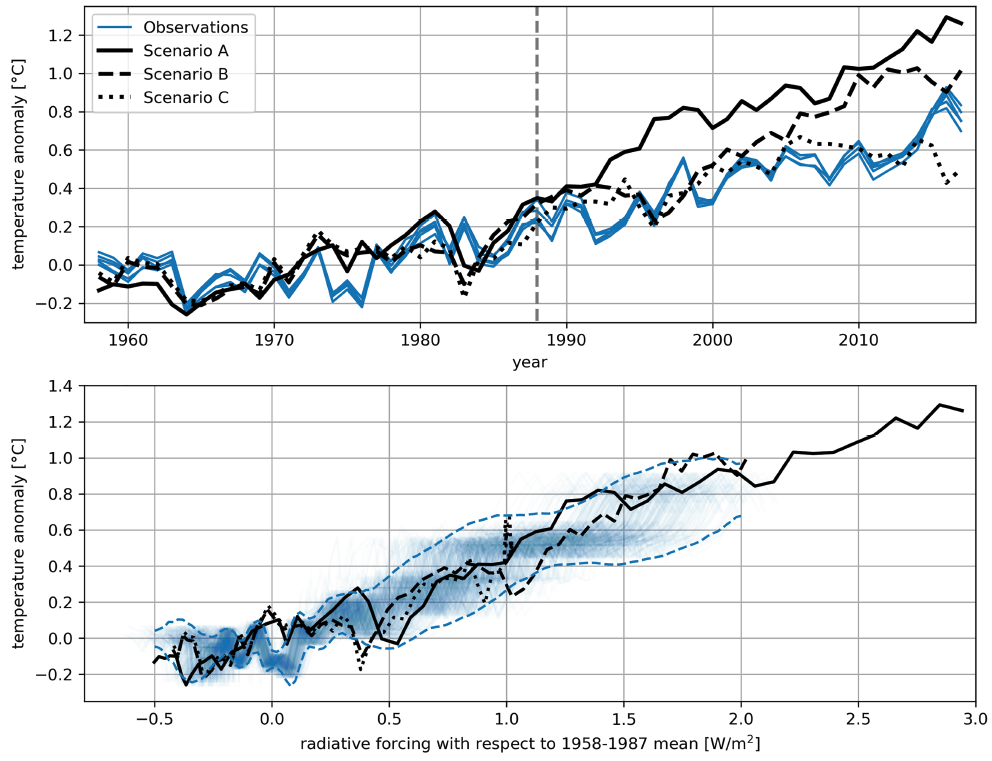 temperature anomaly [°C]
Observations
Scenario A
Scenario B
Scenario C
1.2
1.0
0.8
0.6
0.4
0.2
0.0
−0.2
1960 1970 1980 1990 2000 2010
year
temperature anomaly [°C]
1.4
1.2
1.0
0.8
0.6
0.4
0.2
0.0
−0.2
−0.5 0.0 0.5 1.0 1.5 2.0 2.5 3.0
radiative forcing with respect to 1958-1987 mean [W/m²]